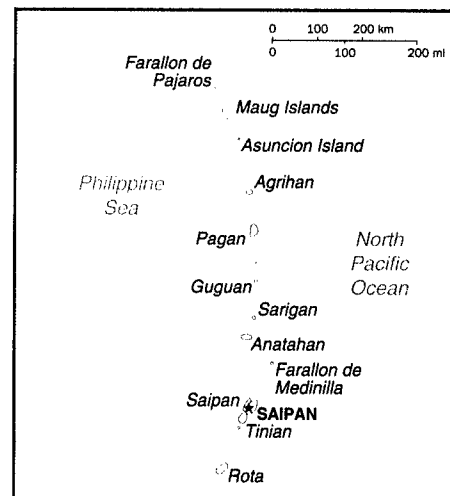 0 100 200 km
0 100 200 ml
Farallon de
Pajaros
Maug Islands
Asuncion Island
Philippine
Sea
Agrihan
Pagan
North
Pacific
Ocean
Guguan
Sarigan
Anatahan
Farallon de
Medinilla
Saipan
SAIPAN
Tinian
Rota